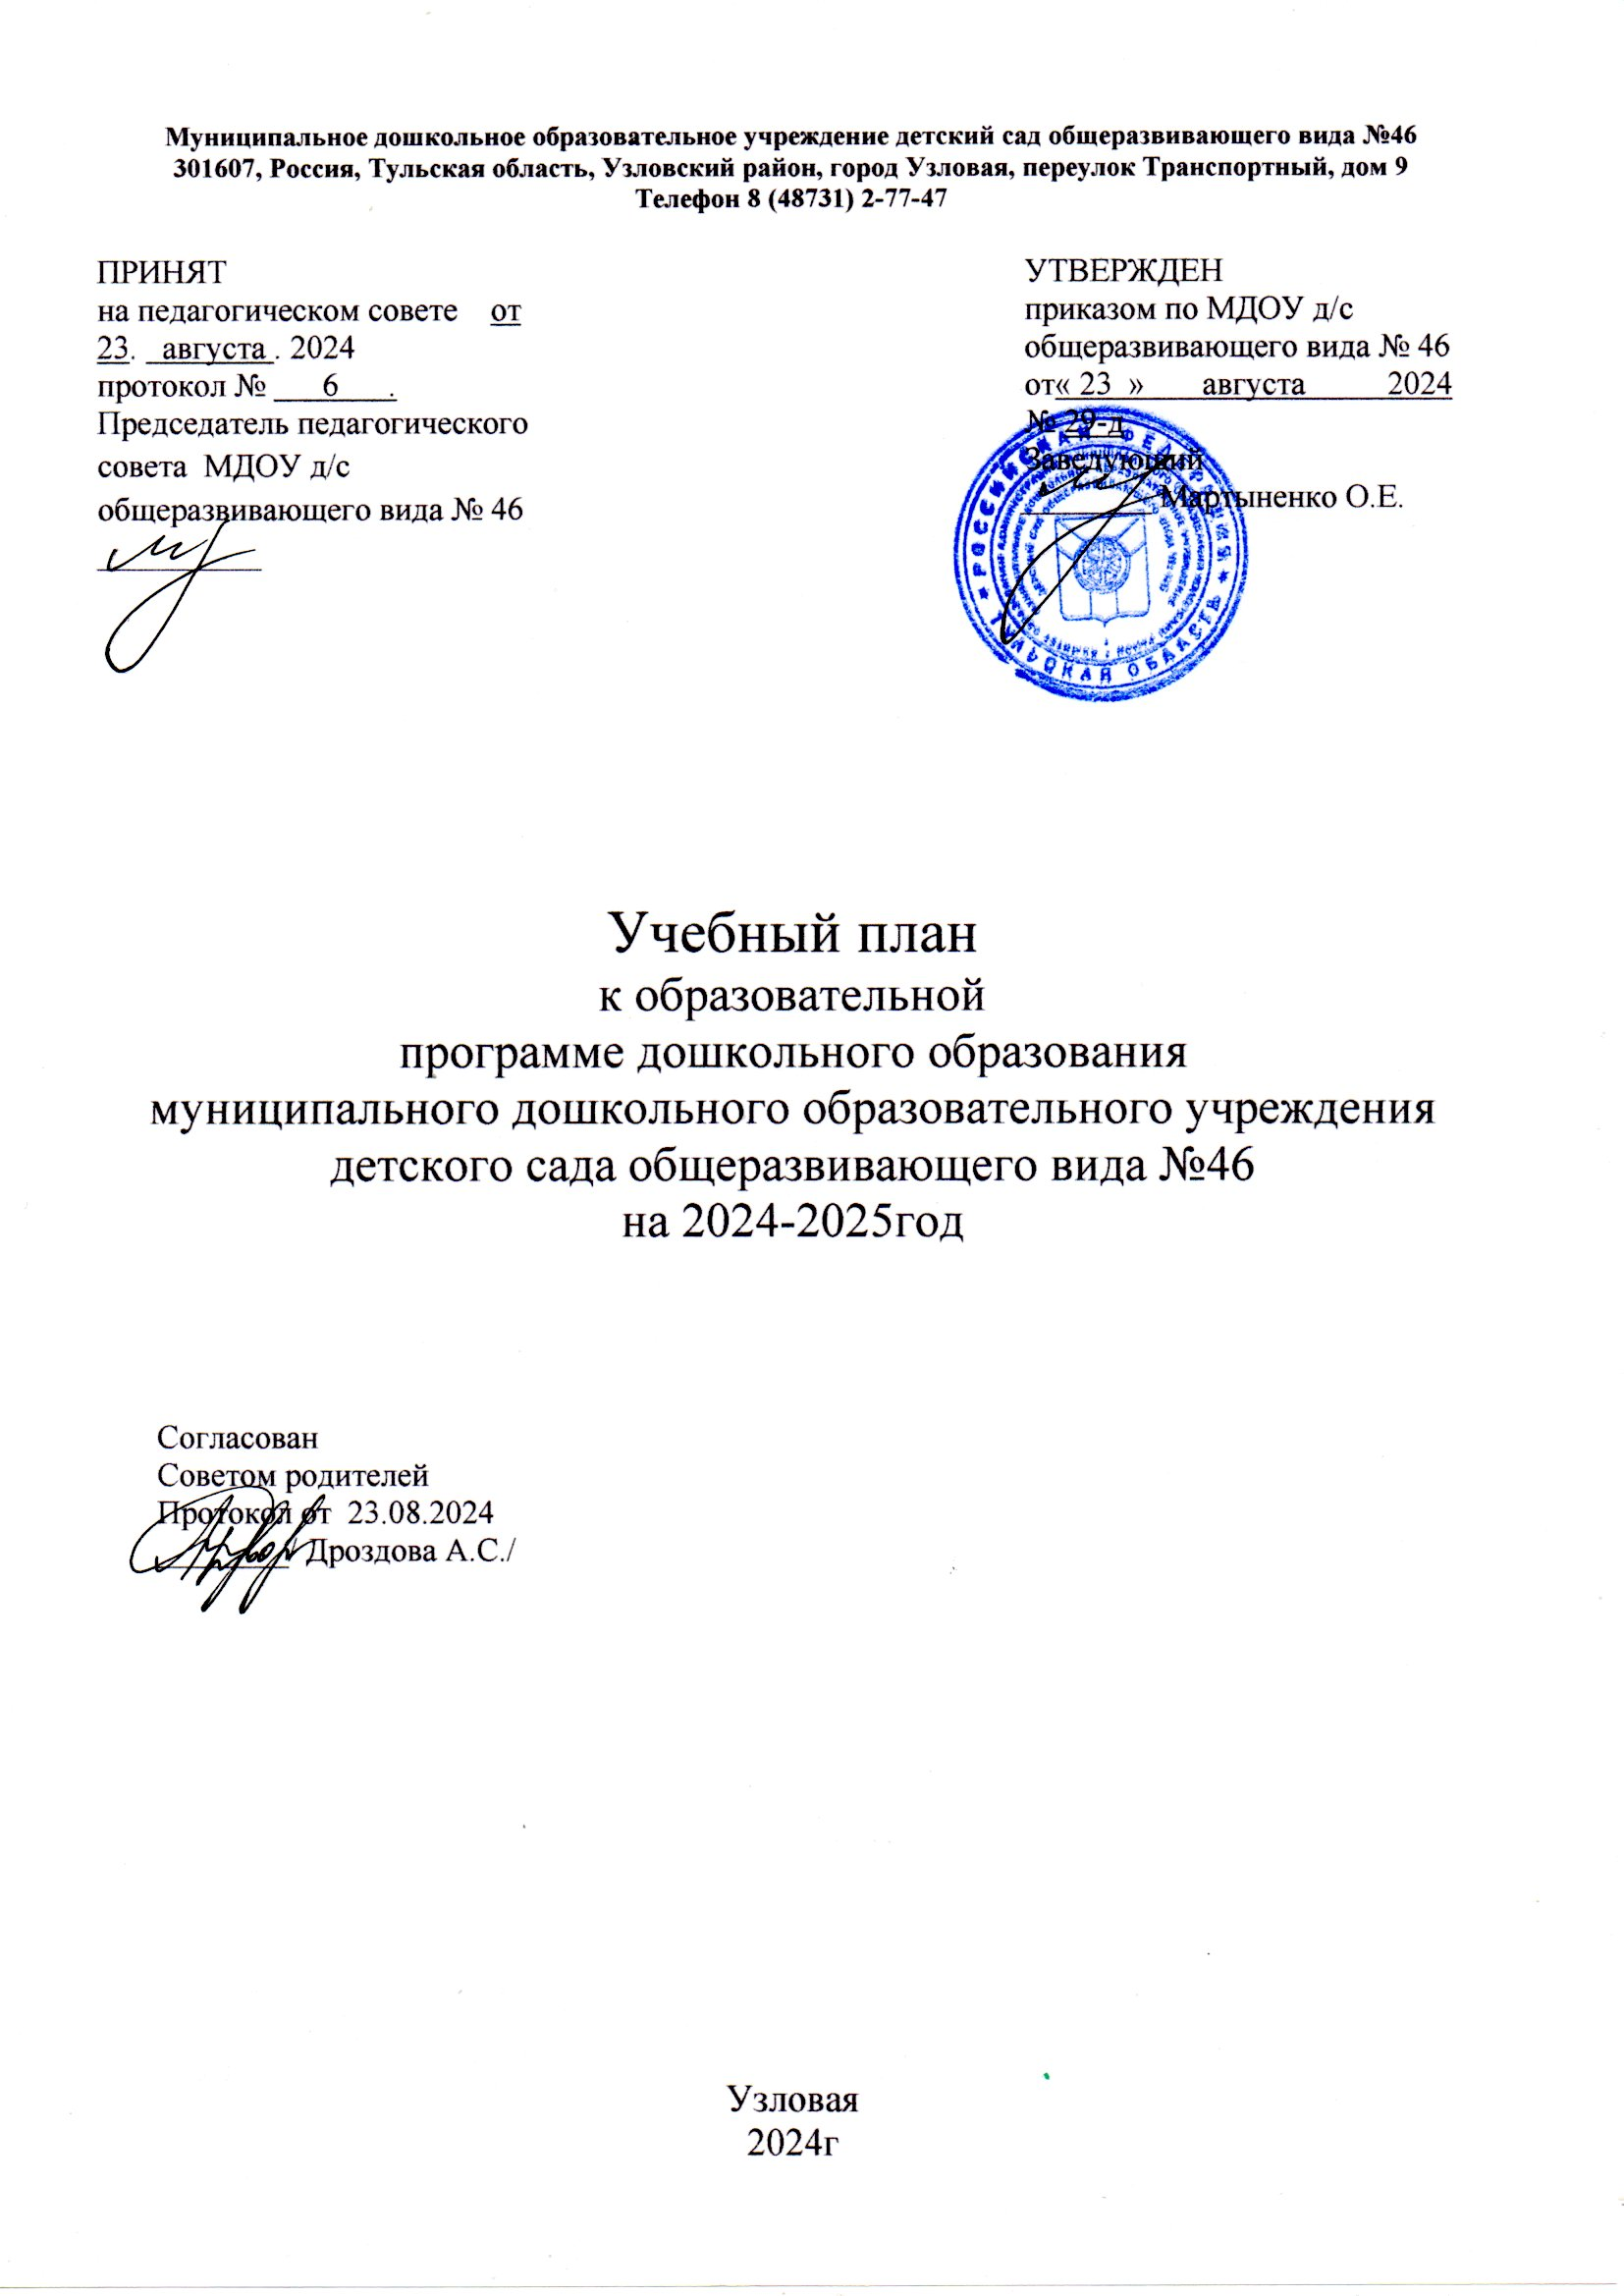 Муниципальное дошкольное образовательное учреждение детский сад общеразвивающего вида №46
301607, Россия, Тульская область, Узловский район, город Узловая, переулок Транспортный, дом 9
Телефон 8 (48731) 2-77-47
ПРИНЯТ
на педагогическом совете от
23. августа . 2024
протокол № 6 .
Председатель педагогического
совета МДОУ д/с
общеразвивающего вида № 46
УТВЕРЖДЕН
приказом по МДОУ д/с
общеразвивающего вида № 46
от« 23 » августа 2024
№ 29-д
Заведующий
Мартыненко О.Е.
РОССИЙСКАЯ ФЕДЕРАЦИЯ
ТУЛЬСКАЯ ОБЛАСТЬ
Учебный план
к образовательной
программе дошкольного образования
муниципального дошкольного образовательного учреждения
детского сада общеразвивающего вида №46
на 2024-2025год
Согласован
Советом родителей
Протокол от 23.08.2024
/ Дроздова А.С./
Узловая
2024г